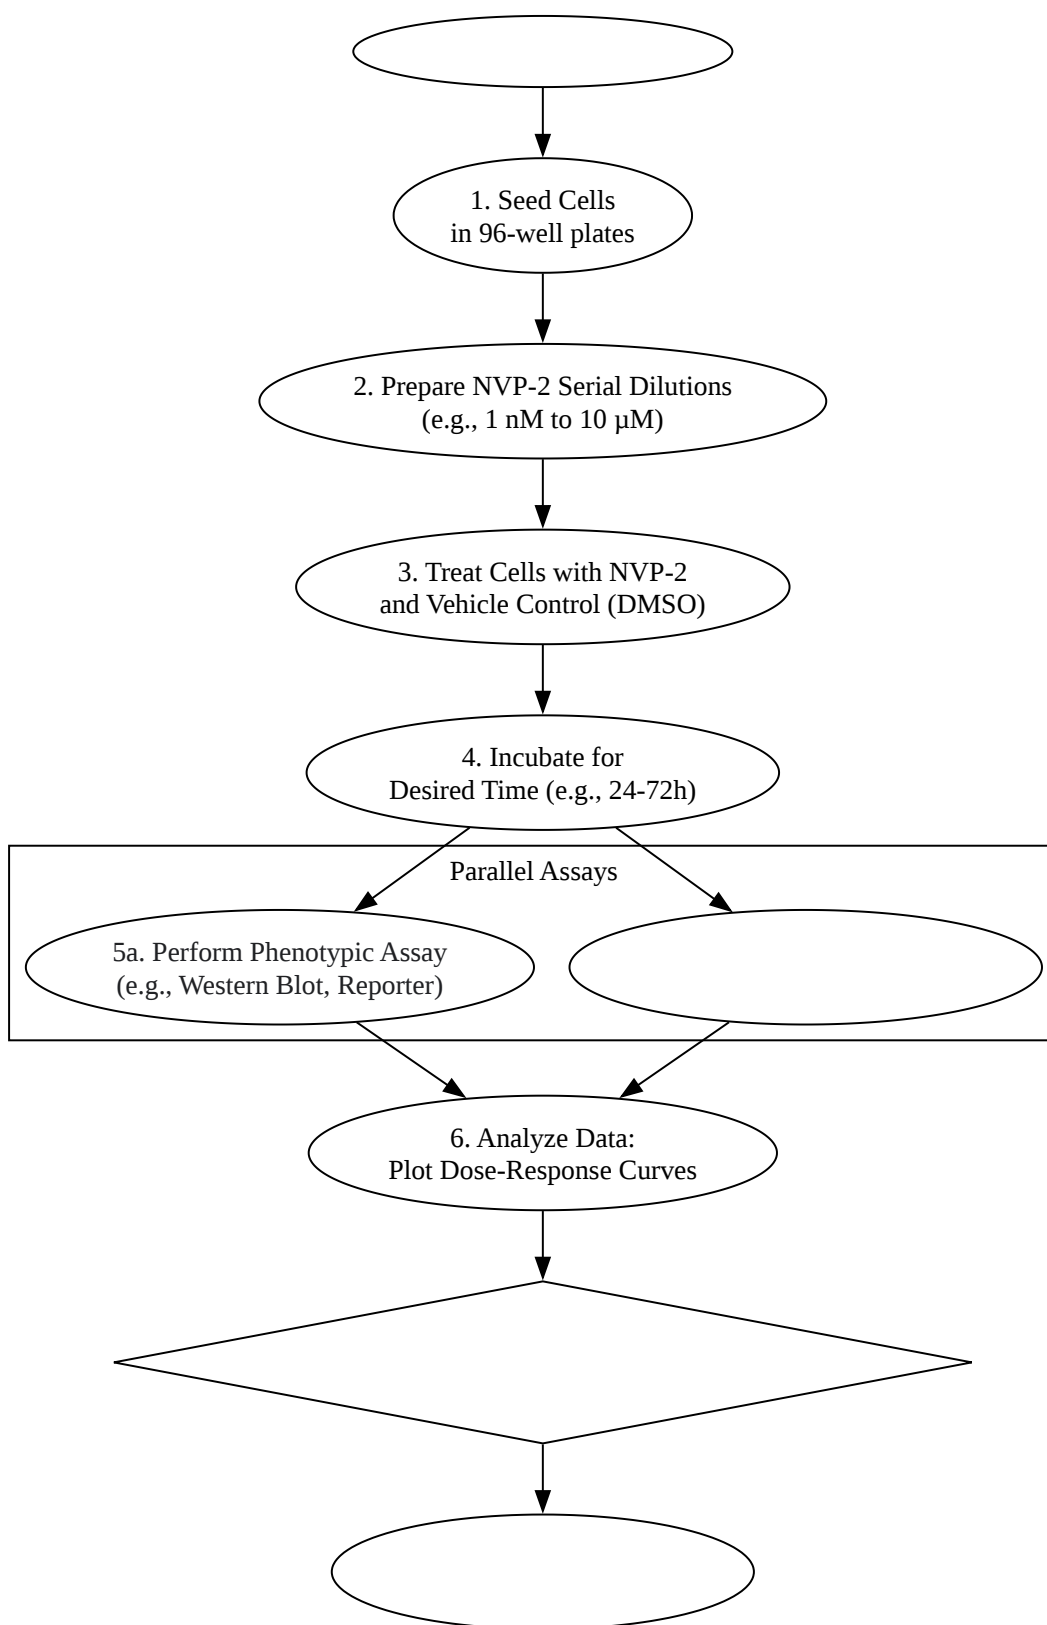 1. Seed Cells
in 96-well plates
2. Prepare NVP-2 Serial Dilutions
(e.g., 1 nM to 10 µM)
3. Treat Cells with NVP-2
and Vehicle Control (DMSO)
4. Incubate for
Desired Time (e.g., 24-72h)
Parallel Assays
5a. Perform Phenotypic Assay
(e.g., Western Blot, Reporter)
6. Analyze Data:
Plot Dose-Response Curves